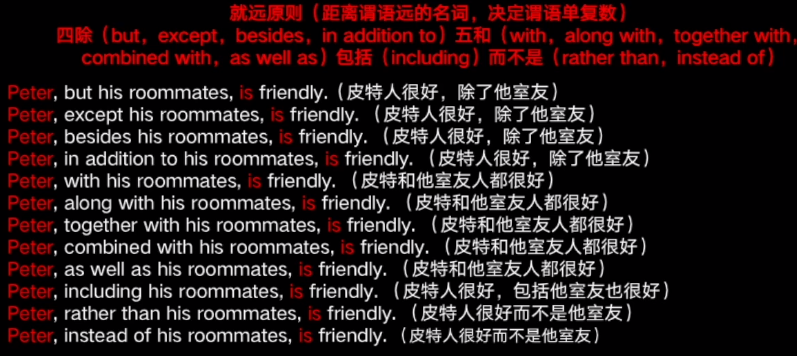 就远原则（距离谓语远的名词，决定谓语单复数）
四除（but，except，besides，in addition to）五和（with，along with，together with，
combined with，as well as）包括（including）而不是（rather than，instead of）
Peter, but his roommates, is friendly.（皮特人很好，除了他室友）
Peter, except his roommates, is friendly. （皮特人很好，除了他室友）
Peter, besides his roommates, is friendly. （皮特人很好，除了他室友）
Peter, in addition to his roommates, is friendly. （皮特人很好，除了他室友）
Peter, with his roommates, is friendly. （皮特和他室友人都很好）
Peter, along with his roommates, is friendly. （皮特和他室友人都很好）
Peter, together with his roommates, is friendly. （皮特和他室友人都很好）
Peter, combined with his roommates, is friendly. （皮特和他室友人都很好）
Peter, as well as his roommates, is friendly. （皮特和他室友人都很好）
Peter, including his roommates, is friendly. （皮特人很好，包括他室友也很好）
Peter, rather than his roommates, is friendly. （皮特人很好而不是他室友）
Peter, instead of his roommates, is friendly. （皮特人很好而不是他室友）